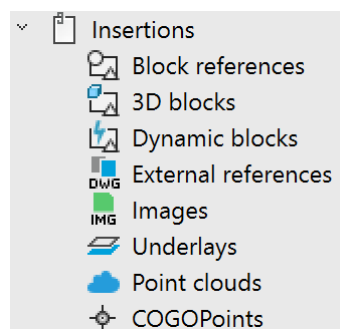 Insertions
Block references
3D blocks
Dynamic blocks
DWG External references
IMG Images
Underlays
Point clouds
COGOPoints